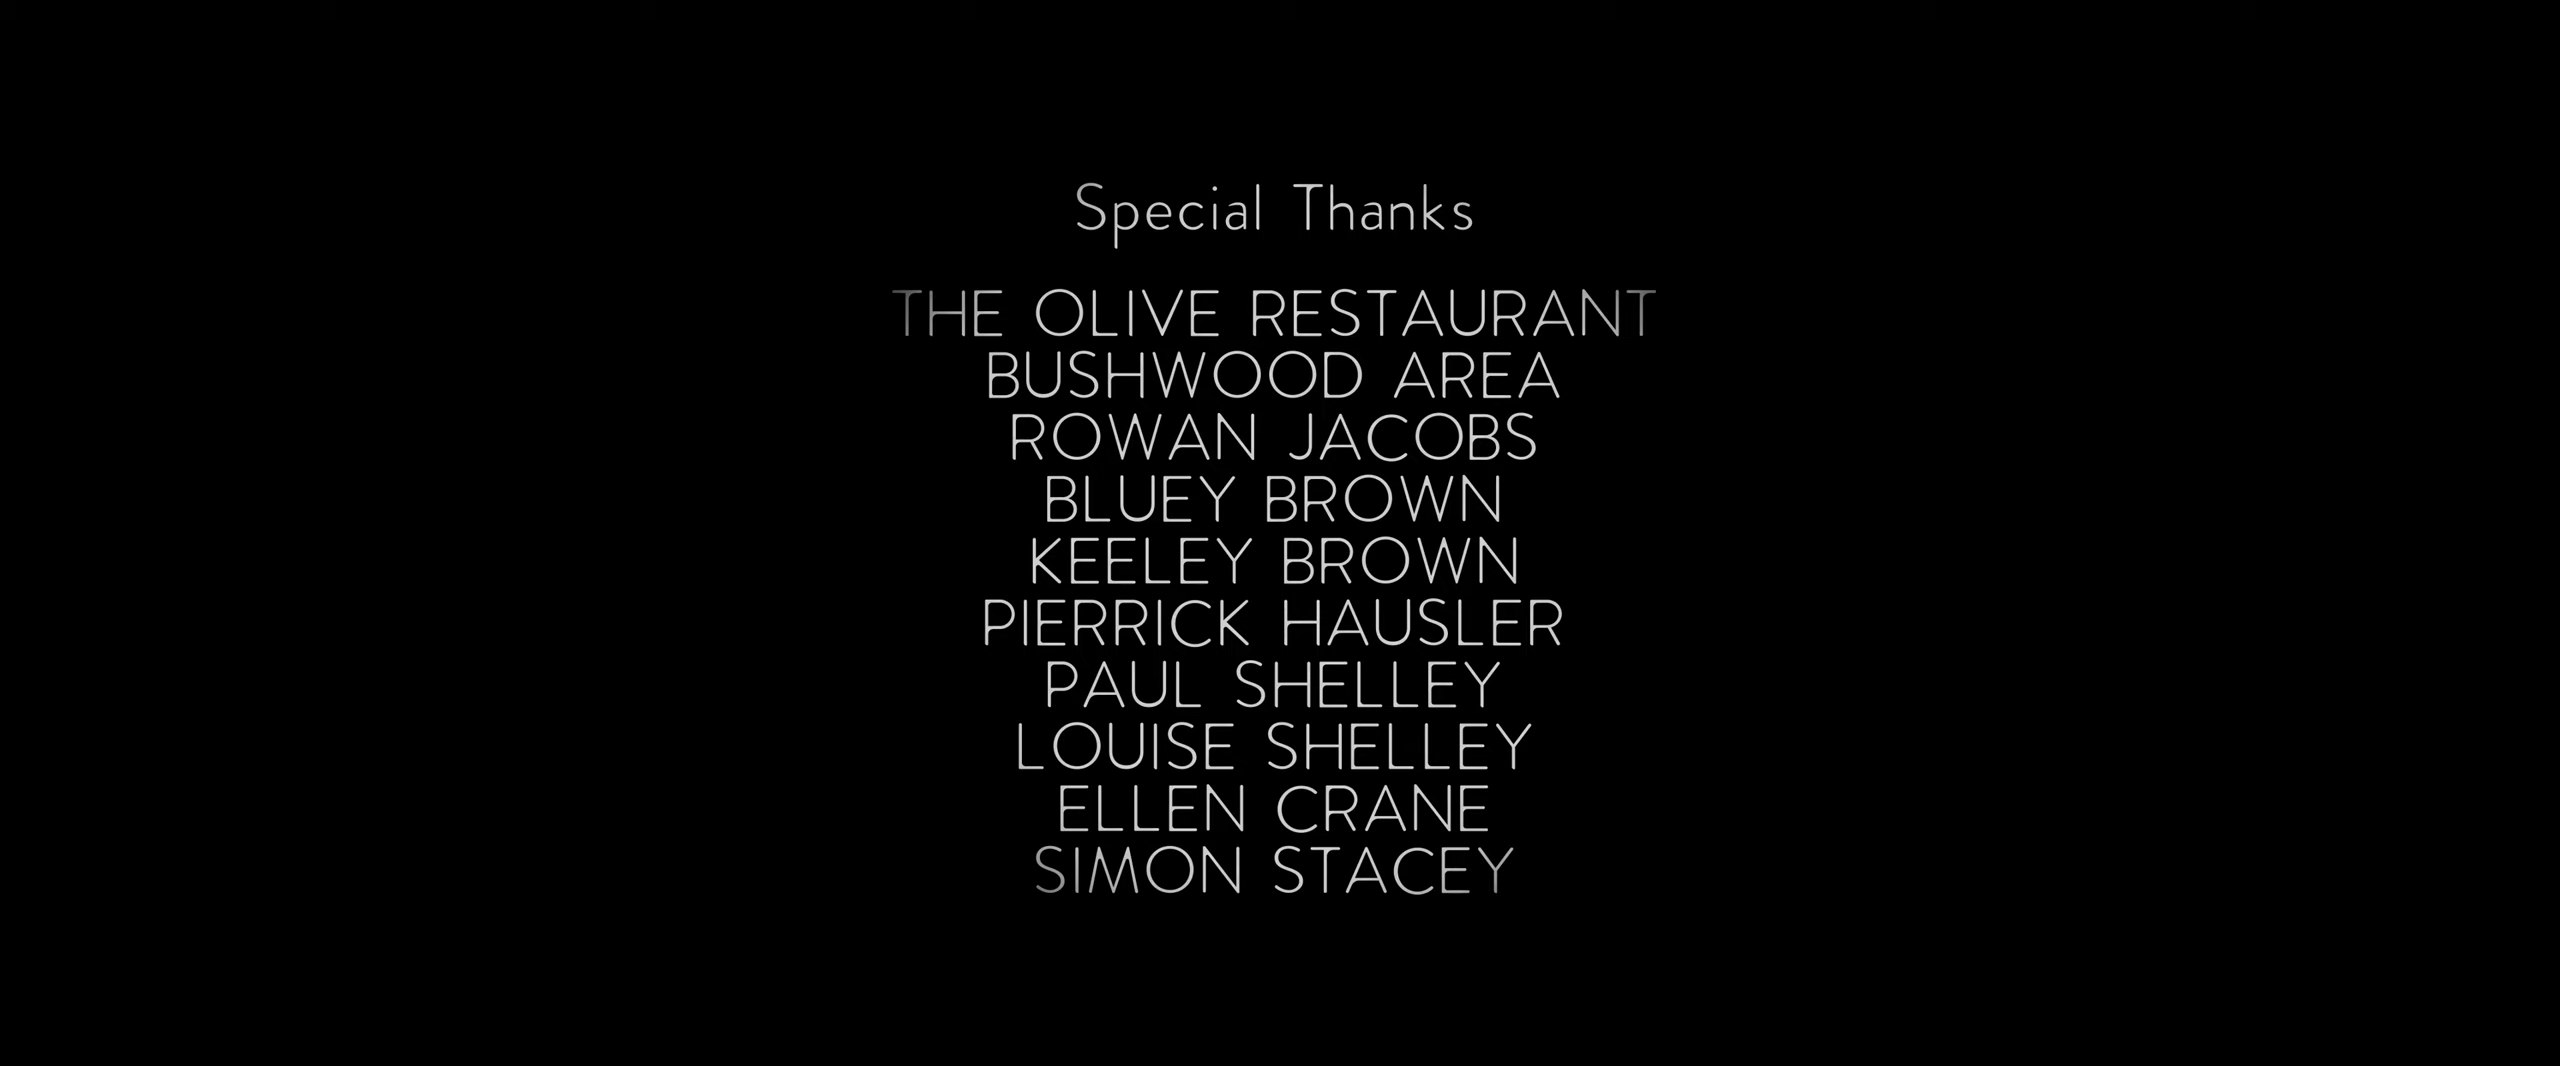 Special Thanks
THE OLIVE RESTAURANT
BUSHWOOD AREA
ROWAN JACOBS
BLUEY BROWN
KEELEY BROWN
PIERRICK HAUSLER
PAUL SHELLEY
LOUISE SHELLEY
ELLEN CRANE
SIMON STACEY